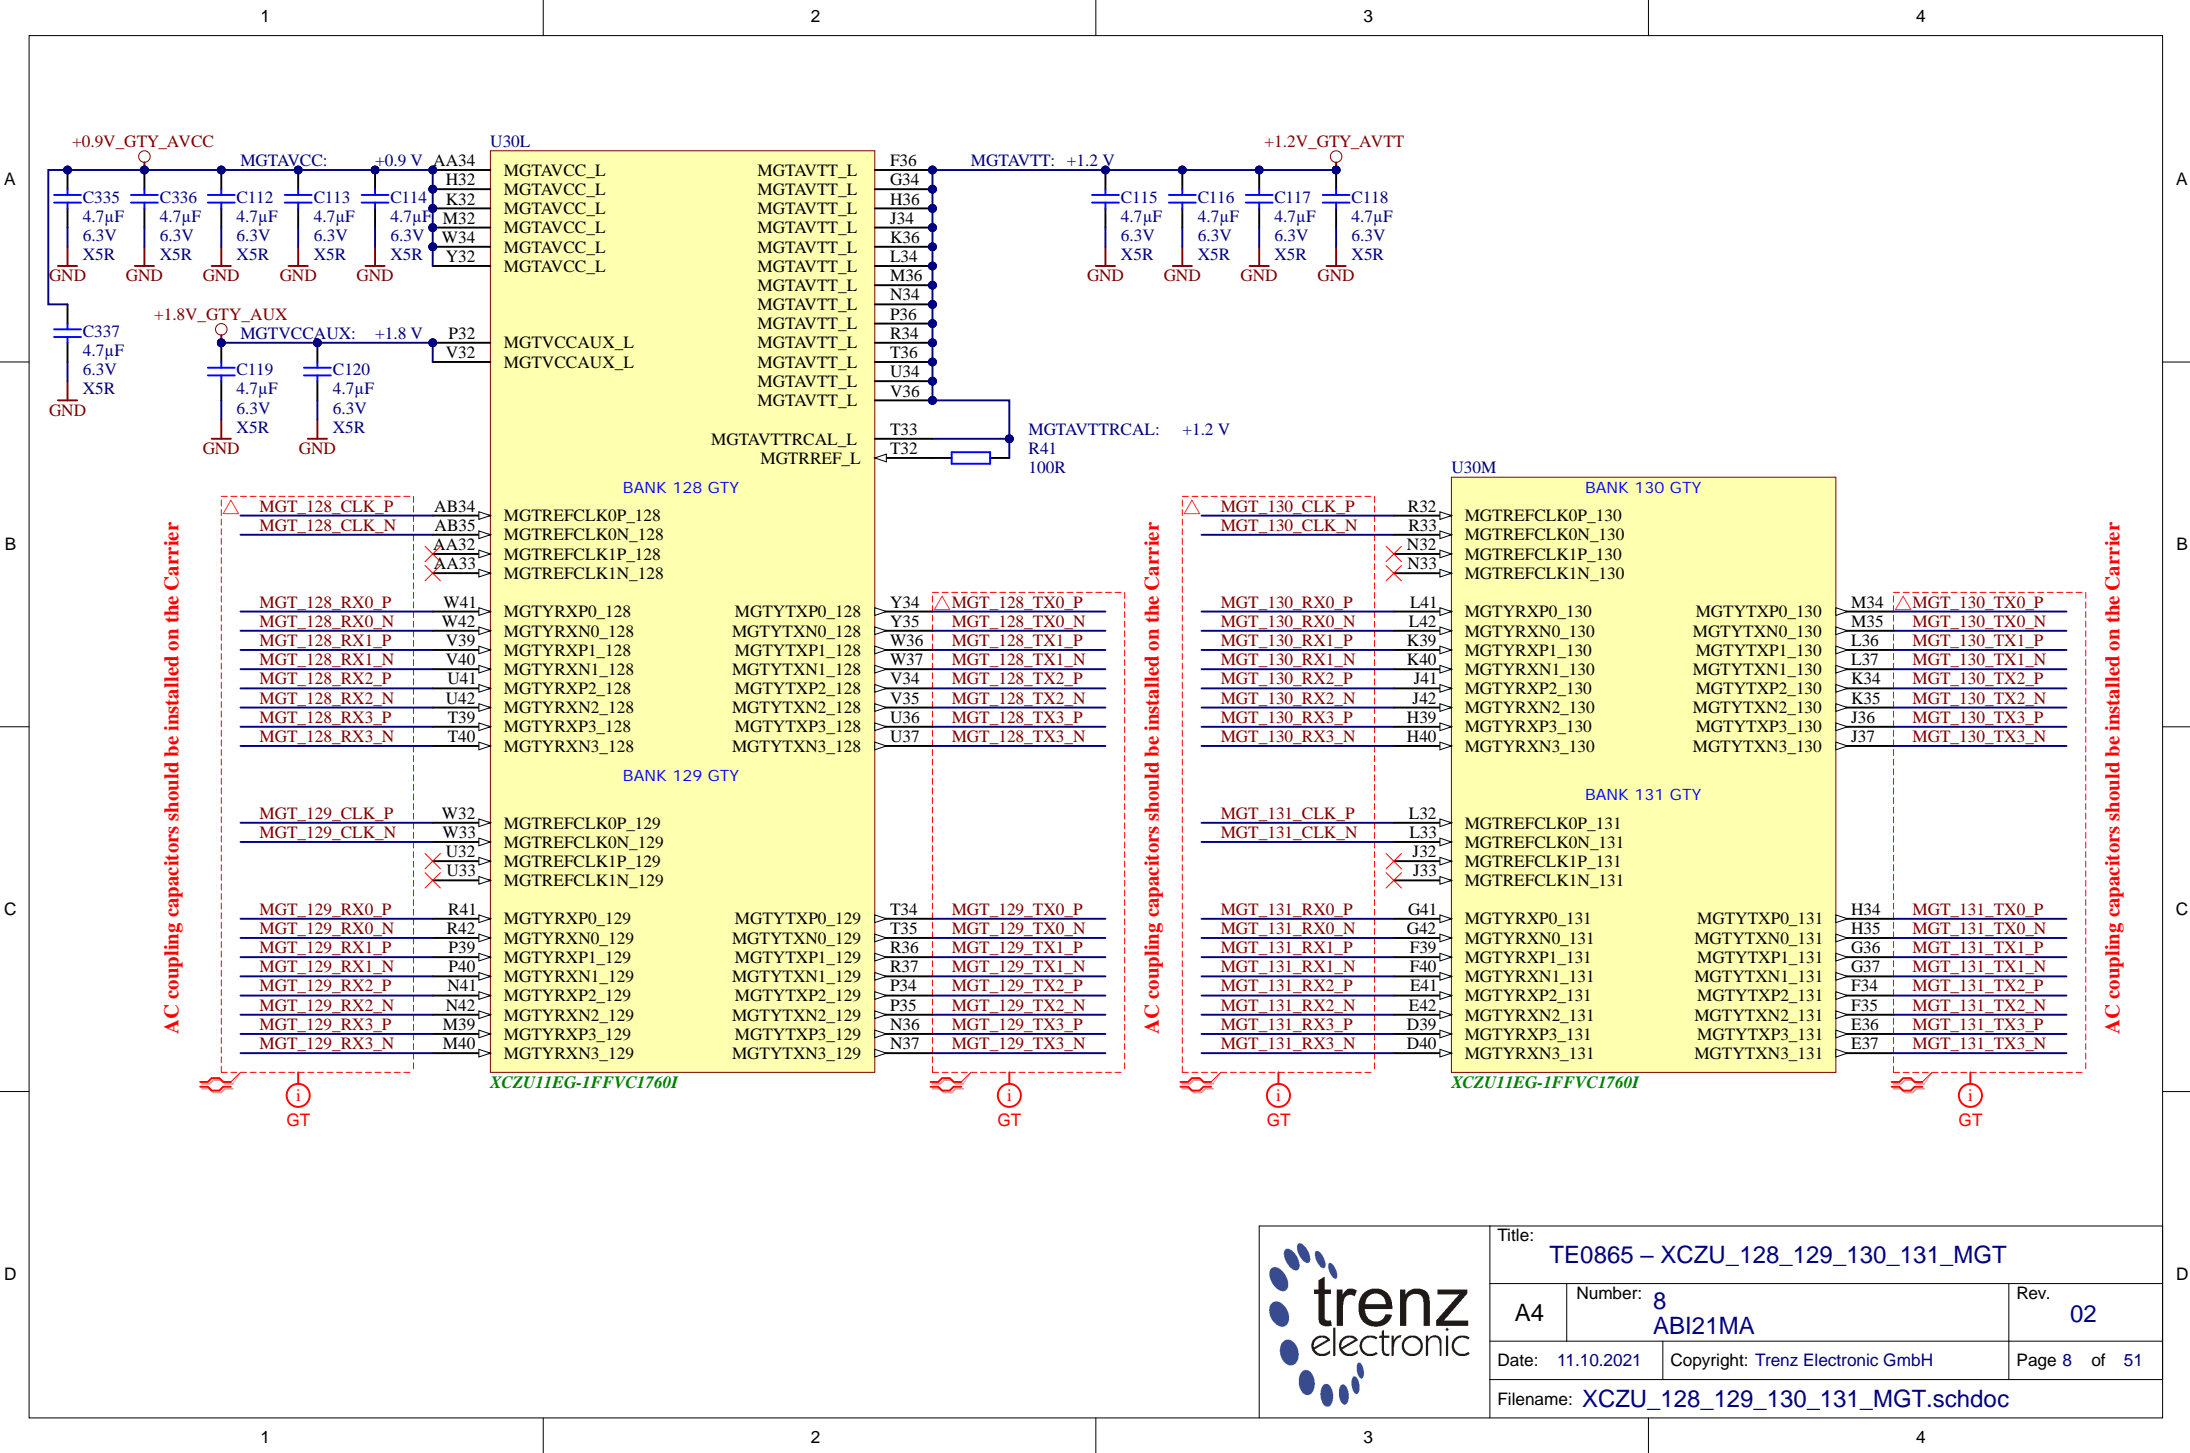 1 2 3 4
A A
B B
C C
D D
1 2 3 4
+0.9V_GTY_AVCC
MGTAVCC: +0.9 V
C335 4.7µF 6.3V X5R GND
C336 4.7µF 6.3V X5R GND
C112 4.7µF 6.3V X5R GND
C113 4.7µF 6.3V X5R GND
C114 4.7µF 6.3V X5R GND
C337 4.7µF 6.3V X5R GND
+1.8V_GTY_AUX
MGTVCCAUX: +1.8 V
C119 4.7µF 6.3V X5R GND
C120 4.7µF 6.3V X5R GND
U30L
AA34 MGTAVCC_L MGTAVTT_L F36
H32 MGTAVCC_L MGTAVTT_L G34
K32 MGTAVCC_L MGTAVTT_L H36
M32 MGTAVCC_L MGTAVTT_L J34
W34 MGTAVCC_L MGTAVTT_L K36
Y32 MGTAVCC_L MGTAVTT_L L34
MGTAVTT_L M36
MGTAVTT_L N34
MGTAVTT_L P36
P32 MGTVCCAUX_L MGTAVTT_L R34
V32 MGTVCCAUX_L MGTAVTT_L T36
MGTAVTT_L U34
MGTAVTT_L V36
MGTAVTTRCAL_L T33
MGTRREF_L T32
MGTAVTT: +1.2 V
+1.2V_GTY_AVTT
C115 4.7µF 6.3V X5R GND
C116 4.7µF 6.3V X5R GND
C117 4.7µF 6.3V X5R GND
C118 4.7µF 6.3V X5R GND
MGTAVTTRCAL: +1.2 V
R41
100R
BANK 128 GTY
MGT_128_CLK_P AB34 MGTREFCLK0P_128
MGT_128_CLK_N AB35 MGTREFCLK0N_128
AA32 MGTREFCLK1P_128
AA33 MGTREFCLK1N_128
MGT_128_RX0_P W41 MGTYRXP0_128 MGTYTXP0_128 Y34 MGT_128_TX0_P
MGT_128_RX0_N W42 MGTYRXN0_128 MGTYTXN0_128 Y35 MGT_128_TX0_N
MGT_128_RX1_P V39 MGTYRXP1_128 MGTYTXP1_128 W36 MGT_128_TX1_P
MGT_128_RX1_N V40 MGTYRXN1_128 MGTYTXN1_128 W37 MGT_128_TX1_N
MGT_128_RX2_P U41 MGTYRXP2_128 MGTYTXP2_128 V34 MGT_128_TX2_P
MGT_128_RX2_N U42 MGTYRXN2_128 MGTYTXN2_128 V35 MGT_128_TX2_N
MGT_128_RX3_P T39 MGTYRXP3_128 MGTYTXP3_128 U36 MGT_128_TX3_P
MGT_128_RX3_N T40 MGTYRXN3_128 MGTYTXN3_128 U37 MGT_128_TX3_N
BANK 129 GTY
MGT_129_CLK_P W32 MGTREFCLK0P_129
MGT_129_CLK_N W33 MGTREFCLK0N_129
U32 MGTREFCLK1P_129
U33 MGTREFCLK1N_129
MGT_129_RX0_P R41 MGTYRXP0_129 MGTYTXP0_129 T34 MGT_129_TX0_P
MGT_129_RX0_N R42 MGTYRXN0_129 MGTYTXN0_129 T35 MGT_129_TX0_N
MGT_129_RX1_P P39 MGTYRXP1_129 MGTYTXP1_129 R36 MGT_129_TX1_P
MGT_129_RX1_N P40 MGTYRXN1_129 MGTYTXN1_129 R37 MGT_129_TX1_N
MGT_129_RX2_P N41 MGTYRXP2_129 MGTYTXP2_129 P34 MGT_129_TX2_P
MGT_129_RX2_N N42 MGTYRXN2_129 MGTYTXN2_129 P35 MGT_129_TX2_N
MGT_129_RX3_P M39 MGTYRXP3_129 MGTYTXP3_129 N36 MGT_129_TX3_P
MGT_129_RX3_N M40 MGTYRXN3_129 MGTYTXN3_129 N37 MGT_129_TX3_N
XCZU11EG-1FFVC1760I
AC coupling capacitors should be installed on the Carrier
i GT
i GT
U30M
BANK 130 GTY
MGT_130_CLK_P R32 MGTREFCLK0P_130
MGT_130_CLK_N R33 MGTREFCLK0N_130
N32 MGTREFCLK1P_130
N33 MGTREFCLK1N_130
MGT_130_RX0_P L41 MGTYRXP0_130 MGTYTXP0_130 M34 MGT_130_TX0_P
MGT_130_RX0_N L42 MGTYRXN0_130 MGTYTXN0_130 M35 MGT_130_TX0_N
MGT_130_RX1_P K39 MGTYRXP1_130 MGTYTXP1_130 L36 MGT_130_TX1_P
MGT_130_RX1_N K40 MGTYRXN1_130 MGTYTXN1_130 L37 MGT_130_TX1_N
MGT_130_RX2_P J41 MGTYRXP2_130 MGTYTXP2_130 K34 MGT_130_TX2_P
MGT_130_RX2_N J42 MGTYRXN2_130 MGTYTXN2_130 K35 MGT_130_TX2_N
MGT_130_RX3_P H39 MGTYRXP3_130 MGTYTXP3_130 J36 MGT_130_TX3_P
MGT_130_RX3_N H40 MGTYRXN3_130 MGTYTXN3_130 J37 MGT_130_TX3_N
BANK 131 GTY
MGT_131_CLK_P L32 MGTREFCLK0P_131
MGT_131_CLK_N L33 MGTREFCLK0N_131
J32 MGTREFCLK1P_131
J33 MGTREFCLK1N_131
MGT_131_RX0_P G41 MGTYRXP0_131 MGTYTXP0_131 H34 MGT_131_TX0_P
MGT_131_RX0_N G42 MGTYRXN0_131 MGTYTXN0_131 H35 MGT_131_TX0_N
MGT_131_RX1_P F39 MGTYRXP1_131 MGTYTXP1_131 G36 MGT_131_TX1_P
MGT_131_RX1_N F40 MGTYRXN1_131 MGTYTXN1_131 G37 MGT_131_TX1_N
MGT_131_RX2_P E41 MGTYRXP2_131 MGTYTXP2_131 F34 MGT_131_TX2_P
MGT_131_RX2_N E42 MGTYRXN2_131 MGTYTXN2_131 F35 MGT_131_TX2_N
MGT_131_RX3_P D39 MGTYRXP3_131 MGTYTXP3_131 E36 MGT_131_TX3_P
MGT_131_RX3_N D40 MGTYRXN3_131 MGTYTXN3_131 E37 MGT_131_TX3_N
XCZU11EG-1FFVC1760I
AC coupling capacitors should be installed on the Carrier
AC coupling capacitors should be installed on the Carrier
i GT
i GT
trenz
electronic
Title:
TE0865 – XCZU_128_129_130_131_MGT
A4
Number: 8
ABI21MA
Rev.
02
Date: 11.10.2021
Copyright: Trenz Electronic GmbH
Page 8 of 51
Filename: XCZU_128_129_130_131_MGT.schdoc